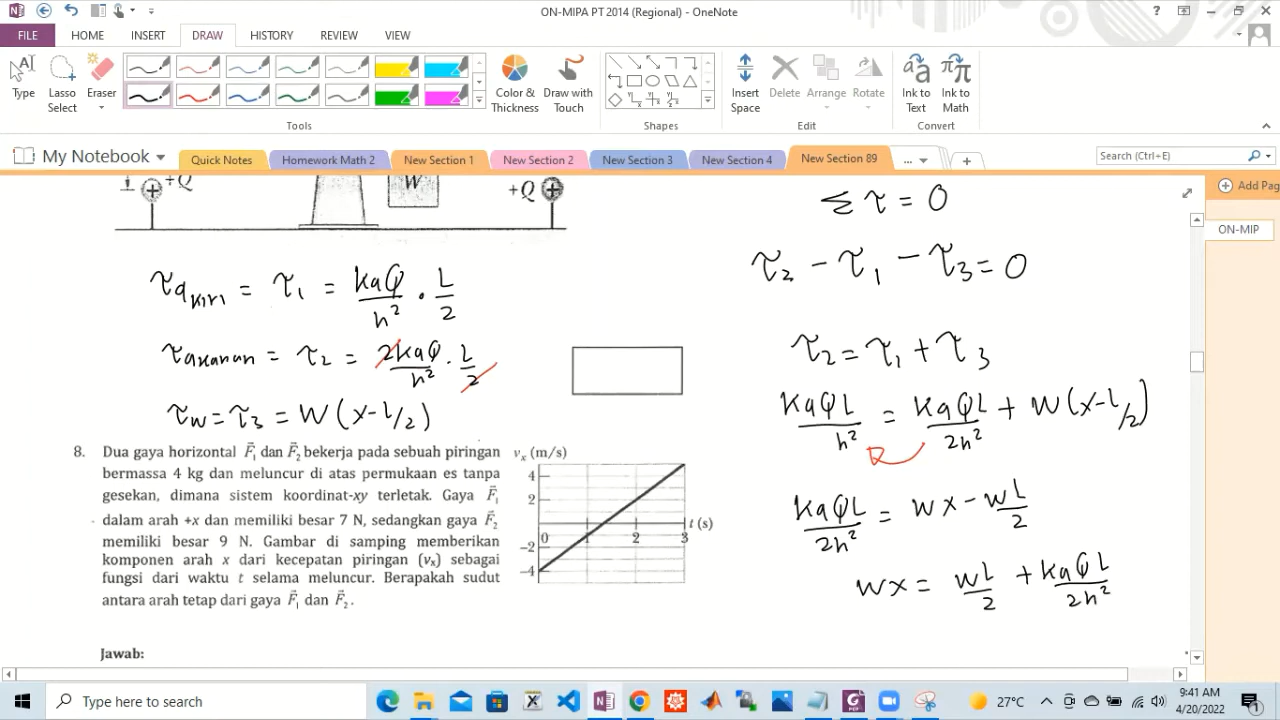 ON-MIPA PT 2014 (Regional) - OneNote
FILE HOME INSERT DRAW HISTORY REVIEW VIEW
Type
Lasso Select
Eraser
Color & Thickness
Draw with Touch
Insert Space
Delete
Arrange
Rotate
Ink to Text
Ink to Math
Tools
Shapes
Edit
Convert
My Notebook
Quick Notes
Homework Math 2
New Section 1
New Section 2
New Section 3
New Section 4
New Section 89
...
Search (Ctrl+E)
Add Pag
ON-MIP
+Q
W
+Q
τq kiri = τ1 = kqQ/h² · L/2
τq kanan = τ2 = 2kqQ/h² · L/2
τw = τ3 = W(x-L/2)
Σ τ = 0
τ2 - τ1 - τ3 = 0
τ2 = τ1 + τ3
kqQL/h² = kqQL/2h² + W(x-L/2)
kqQL/2h² = Wx - WL/2
Wx = WL/2 + kqQL/2h²
8. Dua gaya horizontal F₁ dan F₂ bekerja pada sebuah piringan
bermassa 4 kg dan meluncur di atas permukaan es tanpa
gesekan, dimana sistem koordinat-xy terletak. Gaya F₁
dalam arah +x dan memiliki besar 7 N, sedangkan gaya F₂
memiliki besar 9 N. Gambar di samping memberikan
komponen arah x dari kecepatan piringan (vₓ) sebagai
fungsi dari waktu t selama meluncur. Berapakah sudut
antara arah tetap dari gaya F₁ dan F₂.
vₓ (m/s)
4
2
-2
-4
0
1
2
3
t (s)
Jawab:
Type here to search
27°C
9:41 AM
4/20/2022